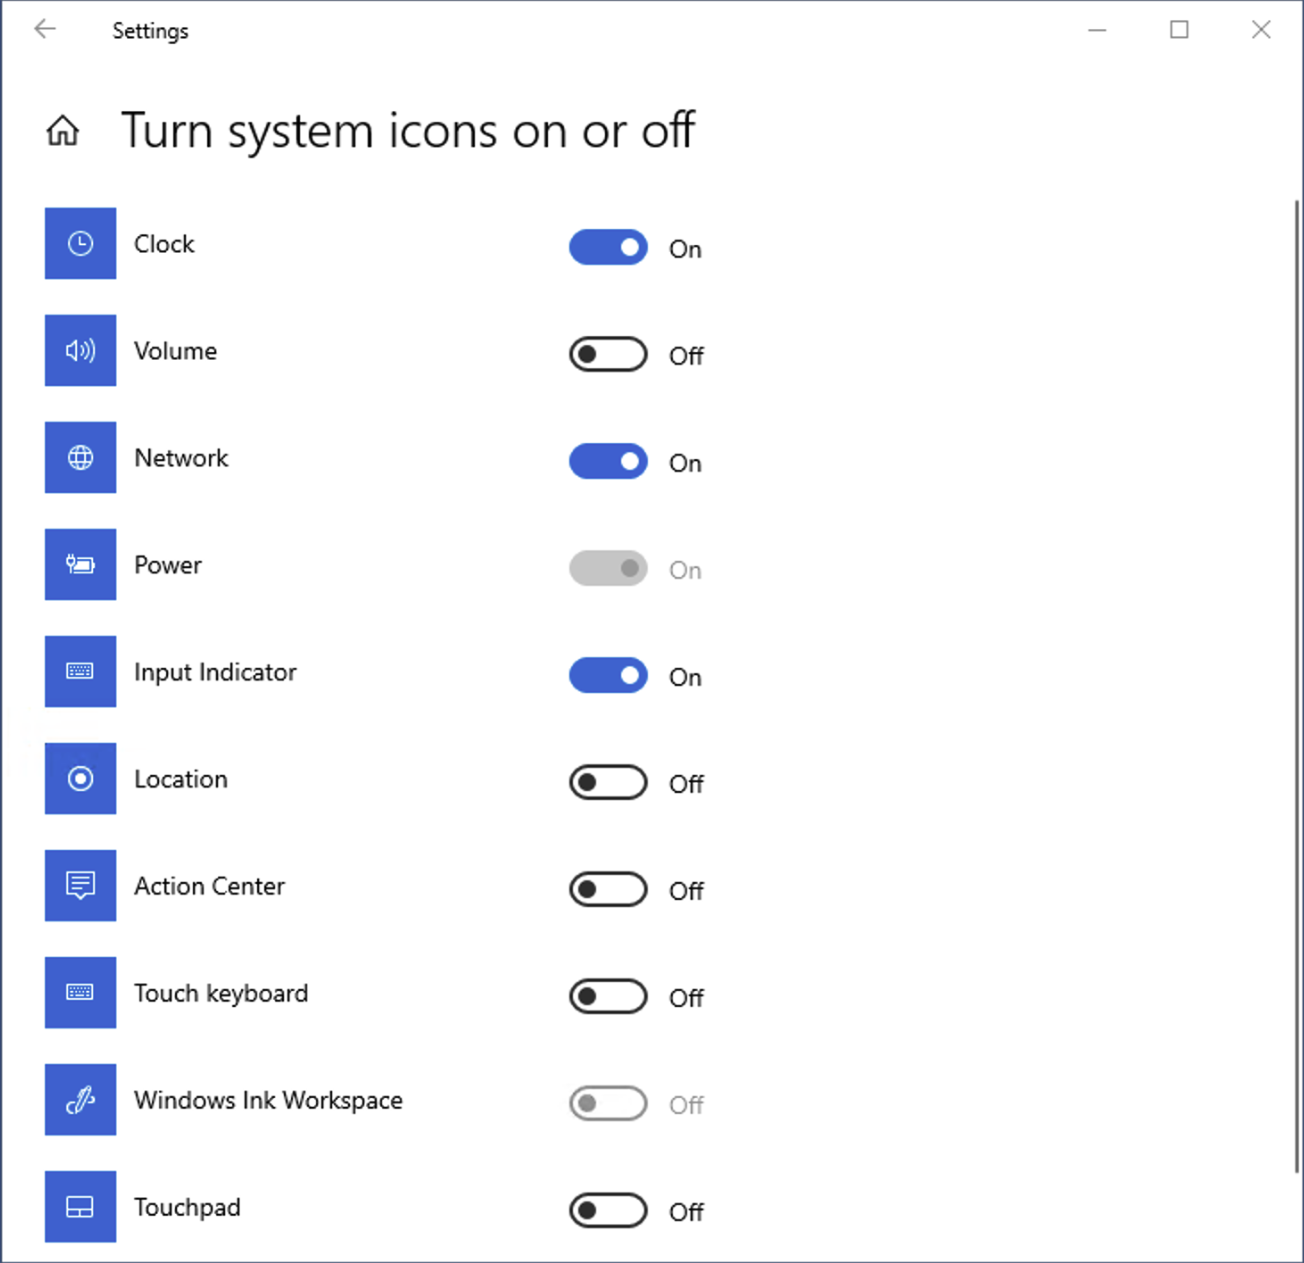 Settings
Turn system icons on or off
Clock On
Volume Off
Network On
Power On
Input Indicator On
Location Off
Action Center Off
Touch keyboard Off
Windows Ink Workspace Off
Touchpad Off